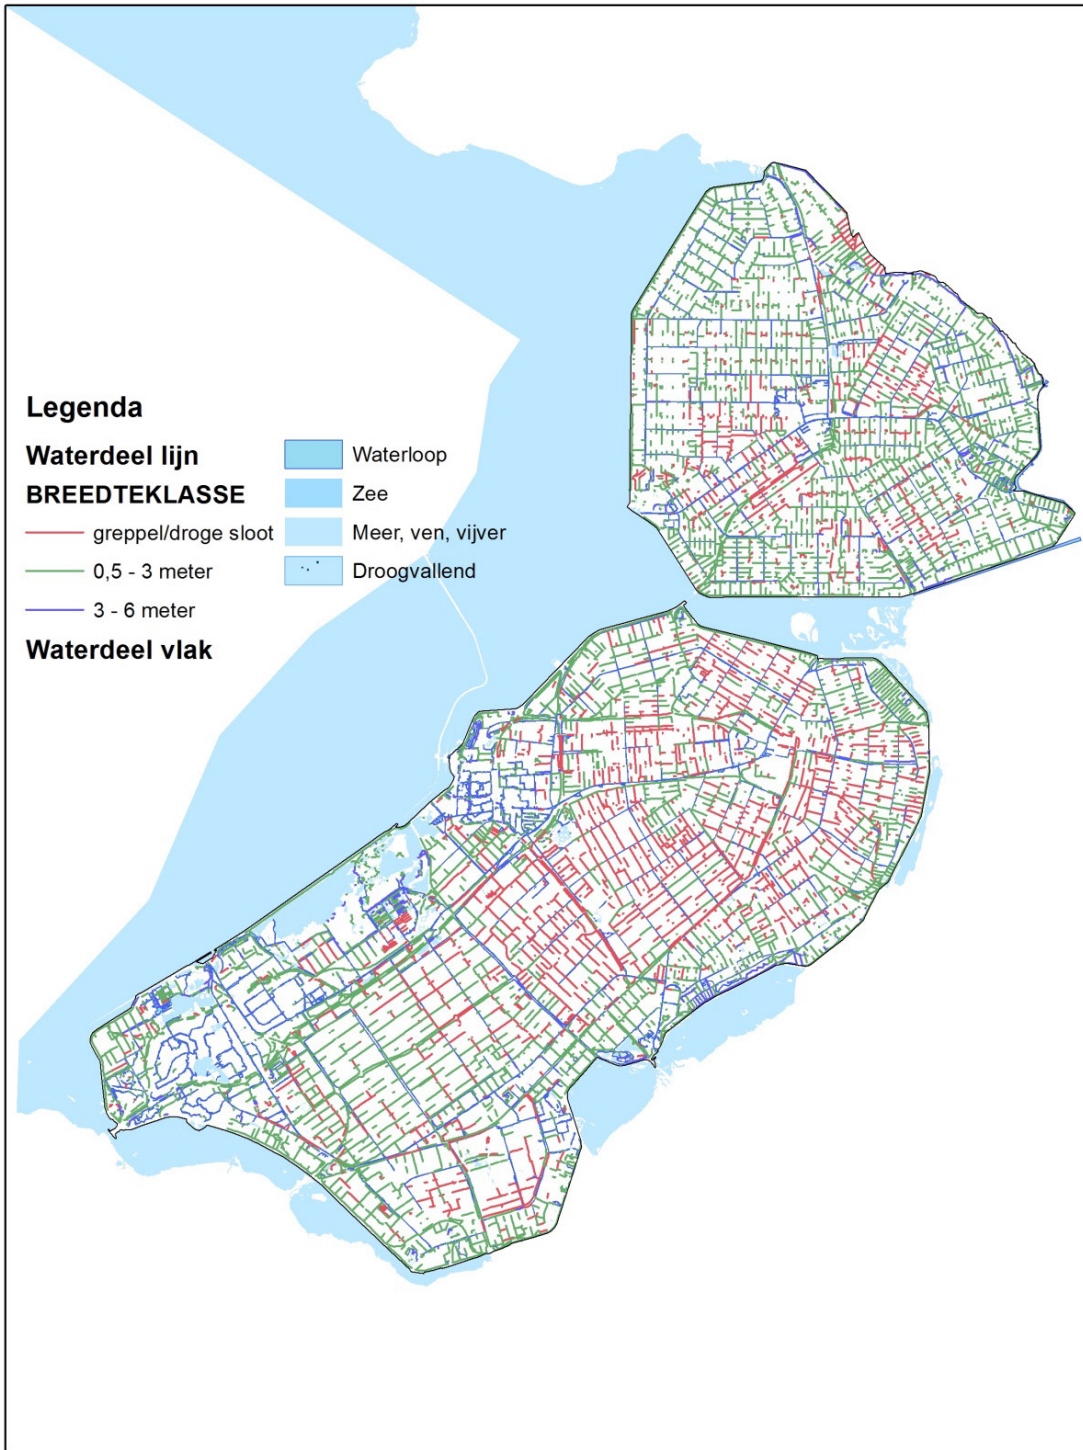 Legenda
Waterdeel lijn
BREEDTEKLASSE
greppel/droge sloot
0,5 - 3 meter
3 - 6 meter
Waterdeel vlak
Waterloop
Zee
Meer, ven, vijver
Droogvallend